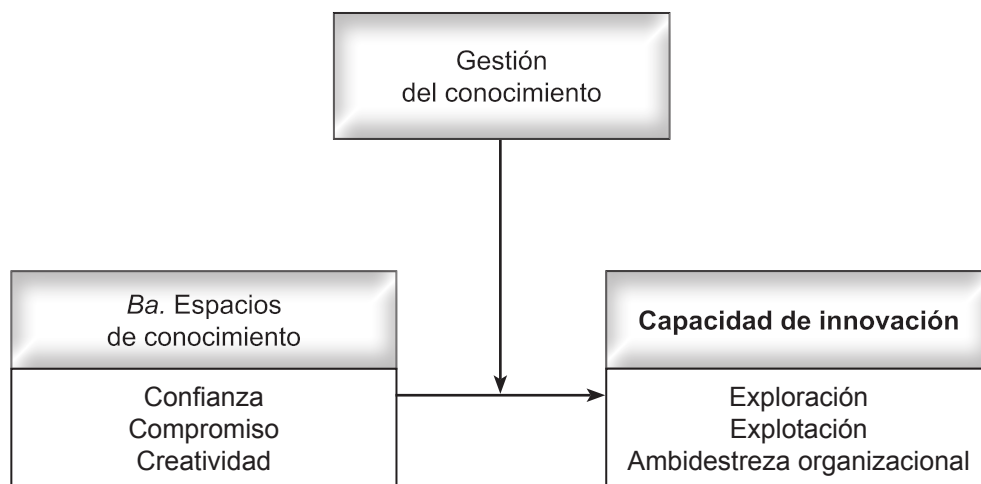 Gestión
del conocimiento
Ba. Espacios
de conocimiento
Confianza
Compromiso
Creatividad
Capacidad de innovación
Exploración
Explotación
Ambidestreza organizacional